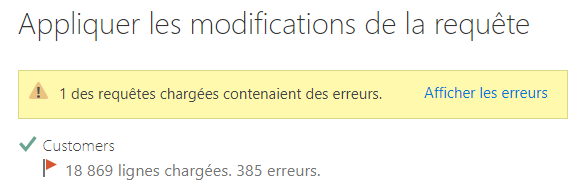 Appliquer les modifications de la requête
1 des requêtes chargées contenaient des erreurs. Afficher les erreurs
Customers
18 869 lignes chargées. 385 erreurs.